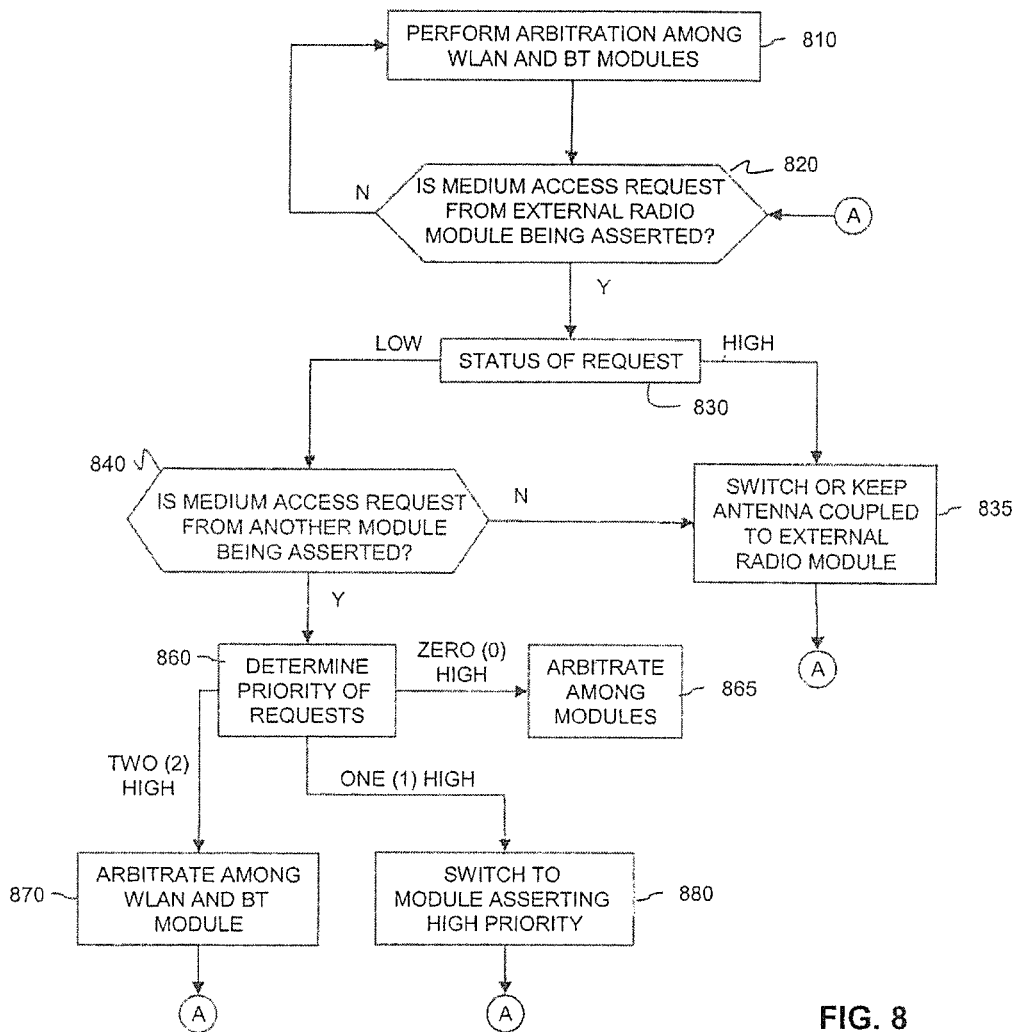 PERFORM ARBITRATION AMONG
WLAN AND BT MODULES
810
820
N
IS MEDIUM ACCESS REQUEST
FROM EXTERNAL RADIO
MODULE BEING ASSERTED?
A
Y
LOW
STATUS OF REQUEST
HIGH
830
840
IS MEDIUM ACCESS REQUEST
FROM ANOTHER MODULE
BEING ASSERTED?
N
SWITCH OR KEEP
ANTENNA COUPLED
TO EXTERNAL
RADIO MODULE
835
Y
A
860
DETERMINE
PRIORITY OF
REQUESTS
ZERO (0)
HIGH
ARBITRATE
AMONG
MODULES
865
TWO (2)
HIGH
ONE (1) HIGH
870
ARBITRATE AMONG
WLAN AND BT
MODULE
SWITCH TO
MODULE ASSERTING
HIGH PRIORITY
880
A
A
FIG. 8